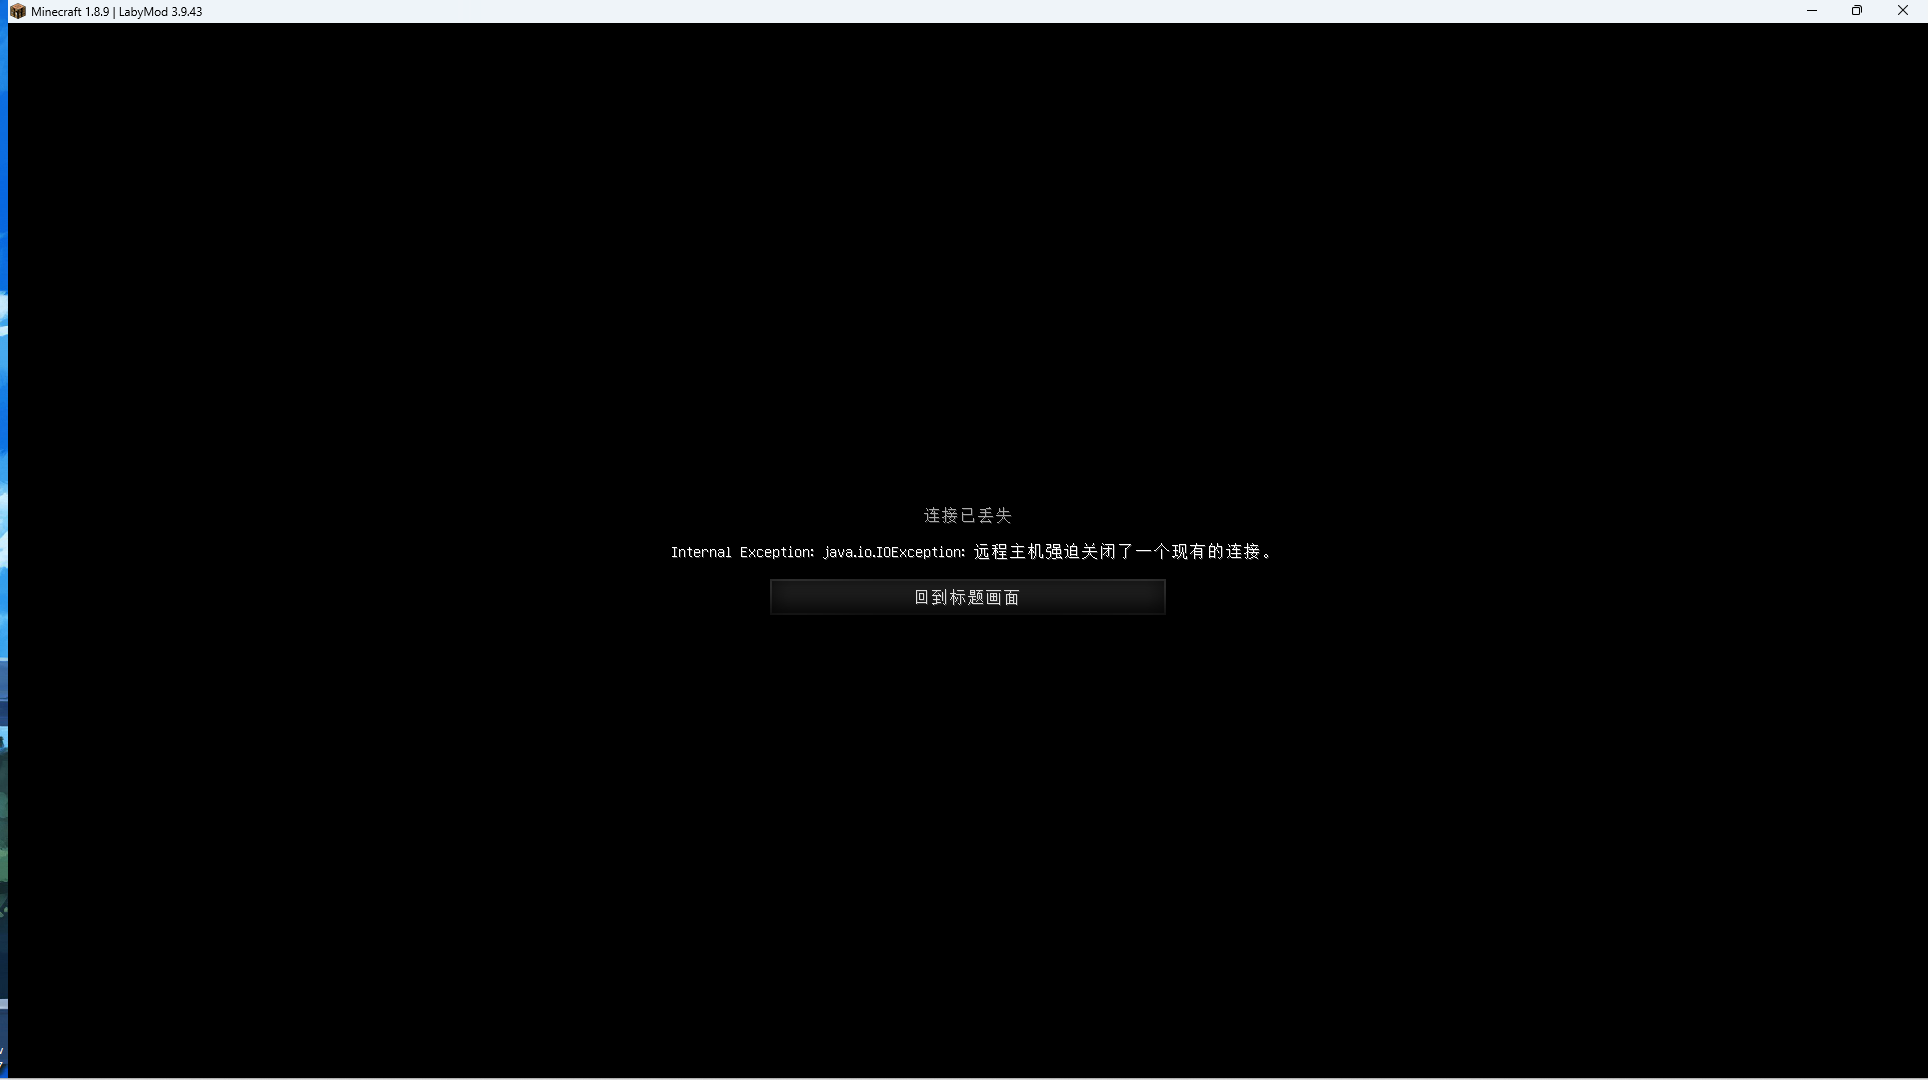 Minecraft 1.8.9 | LabyMod 3.9.43
连接已丢失
Internal Exception: java.io.IOException: 远程主机强迫关闭了一个现有的连接。
回到标题画面